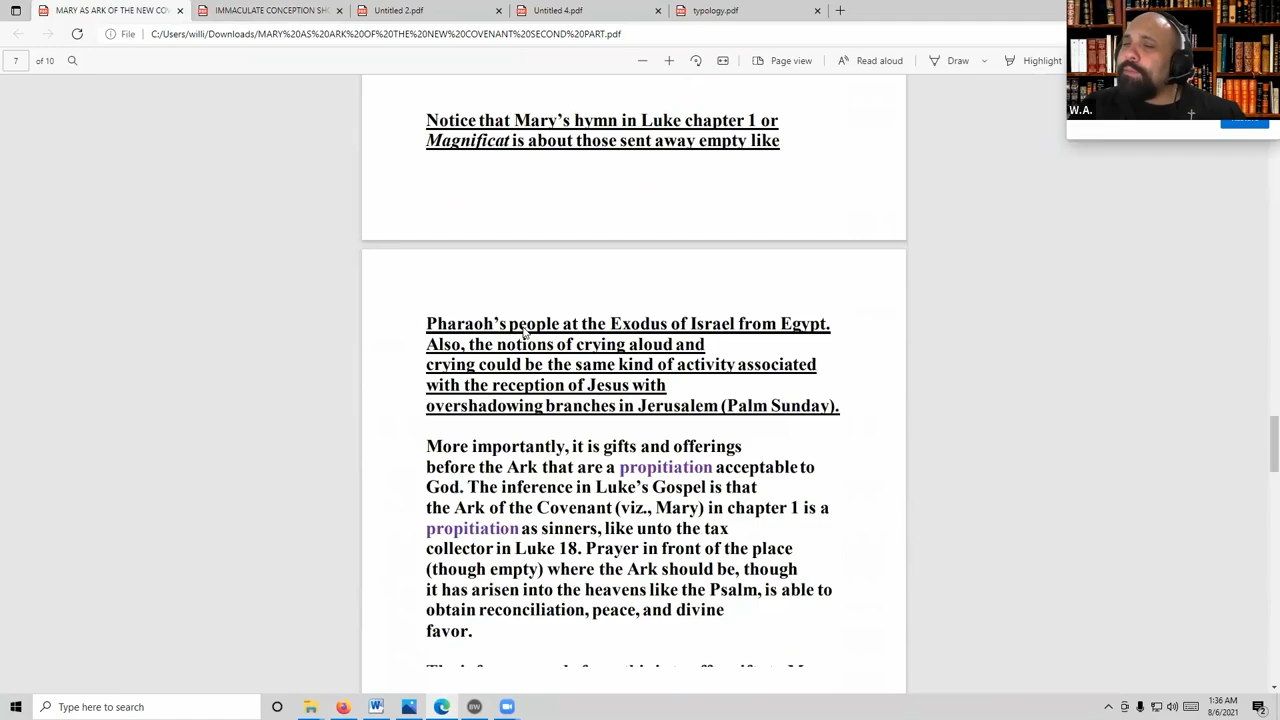 MARY AS ARK OF THE NEW COV
IMMACULATE CONCEPTION SHO
Untitled 2.pdf
Untitled 4.pdf
typology.pdf
File
C:/Users/willi/Downloads/MARY%20AS%20ARK%20OF%20THE%20NEW%20COVENANT%20SECOND%20PART.pdf
7 of 10
Page view
Read aloud
Draw
Highlight
W.A.
Notice that Mary's hymn in Luke chapter 1 or
Magnificat is about those sent away empty like
Pharaoh's people at the Exodus of Israel from Egypt.
Also, the notions of crying aloud and
crying could be the same kind of activity associated
with the reception of Jesus with
overshadowing branches in Jerusalem (Palm Sunday).
More importantly, it is gifts and offerings
before the Ark that are a propitiation acceptable to
God. The inference in Luke's Gospel is that
the Ark of the Covenant (viz., Mary) in chapter 1 is a
propitiation as sinners, like unto the tax
collector in Luke 18. Prayer in front of the place
(though empty) where the Ark should be, though
it has arisen into the heavens like the Psalm, is able to
obtain reconciliation, peace, and divine
favor.
Type here to search
BW
1:36 AM
8/6/2021
2